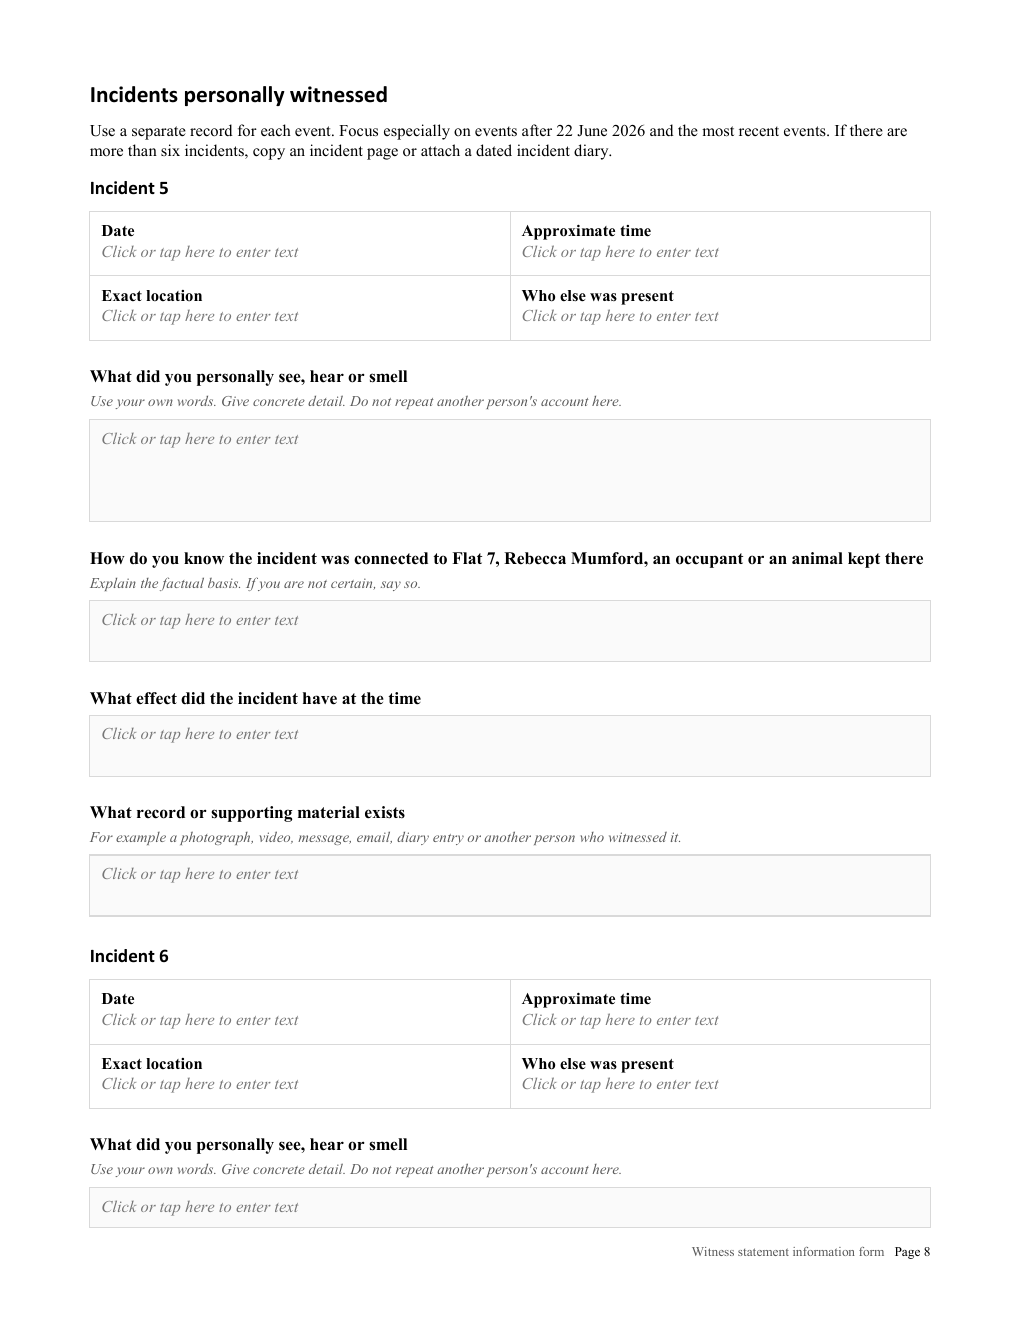 Incidents personally witnessed
Use a separate record for each event. Focus especially on events after 22 June 2026 and the most recent events. If there are
more than six incidents, copy an incident page or attach a dated incident diary.
Incident 5
Date
Click or tap here to enter text
Approximate time
Click or tap here to enter text
Exact location
Click or tap here to enter text
Who else was present
Click or tap here to enter text
What did you personally see, hear or smell
Use your own words. Give concrete detail. Do not repeat another person's account here.
Click or tap here to enter text
How do you know the incident was connected to Flat 7, Rebecca Mumford, an occupant or an animal kept there
Explain the factual basis. If you are not certain, say so.
Click or tap here to enter text
What effect did the incident have at the time
Click or tap here to enter text
What record or supporting material exists
For example a photograph, video, message, email, diary entry or another person who witnessed it.
Click or tap here to enter text
Incident 6
Date
Click or tap here to enter text
Approximate time
Click or tap here to enter text
Exact location
Click or tap here to enter text
Who else was present
Click or tap here to enter text
What did you personally see, hear or smell
Use your own words. Give concrete detail. Do not repeat another person's account here.
Click or tap here to enter text
Witness statement information form Page 8